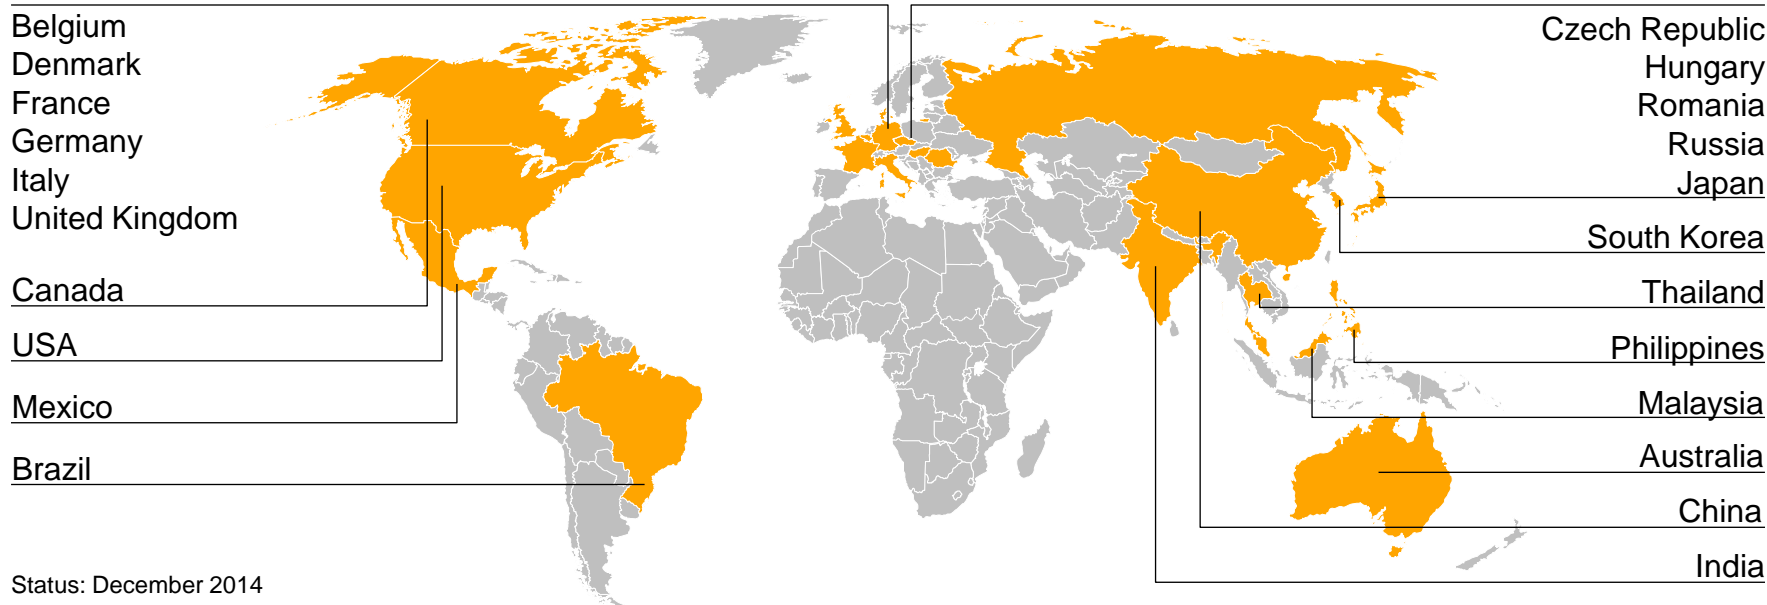 Belgium
Denmark
France
Germany
Italy
United Kingdom
Canada
USA
Mexico
Brazil
Status: December 2014
Czech Republic
Hungary
Romania
Russia
Japan
South Korea
Thailand
Philippines
Malaysia
Australia
China
India